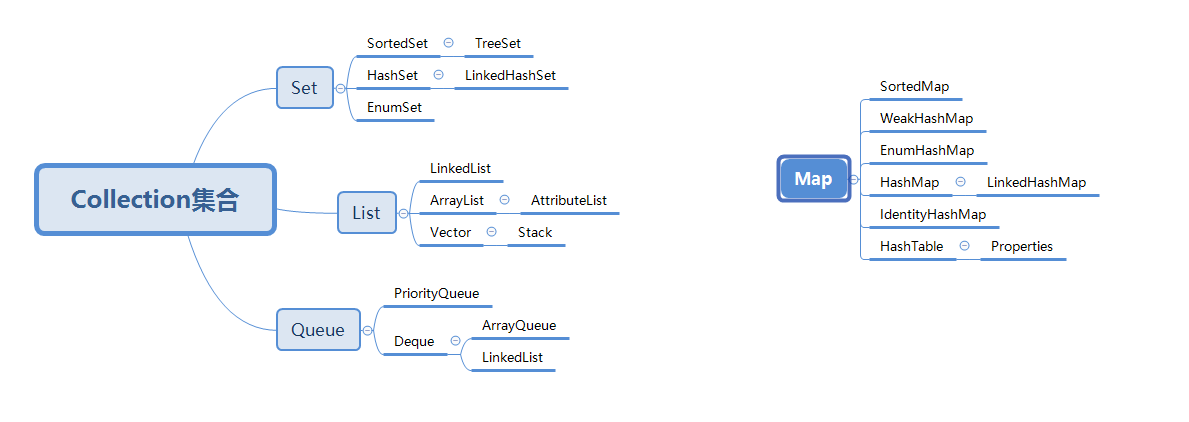 Collection集合
Set
SortedSet
TreeSet
HashSet
LinkedHashSet
EnumSet
List
LinkedList
ArrayList
AttributeList
Vector
Stack
Queue
PriorityQueue
Deque
ArrayQueue
LinkedList
Map
SortedMap
WeakHashMap
EnumHashMap
HashMap
LinkedHashMap
IdentityHashMap
HashTable
Properties